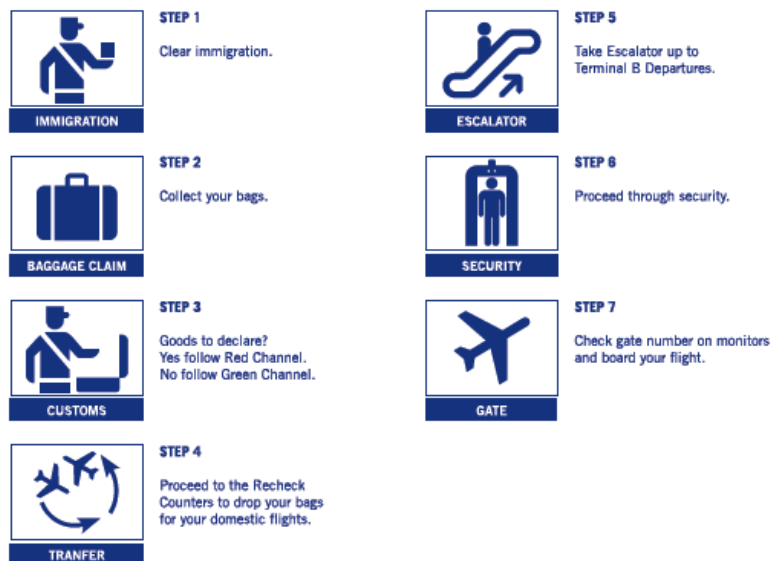 STEP 1
Clear immigration.
IMMIGRATION
STEP 2
Collect your bags.
BAGGAGE CLAIM
STEP 3
Goods to declare?
Yes follow Red Channel.
No follow Green Channel.
CUSTOMS
STEP 4
Proceed to the Recheck
Counters to drop your bags
for your domestic flights.
TRANFER
STEP 5
Take Escalator up to
Terminal B Departures.
ESCALATOR
STEP 6
Proceed through security.
SECURITY
STEP 7
Check gate number on monitors
and board your flight.
GATE